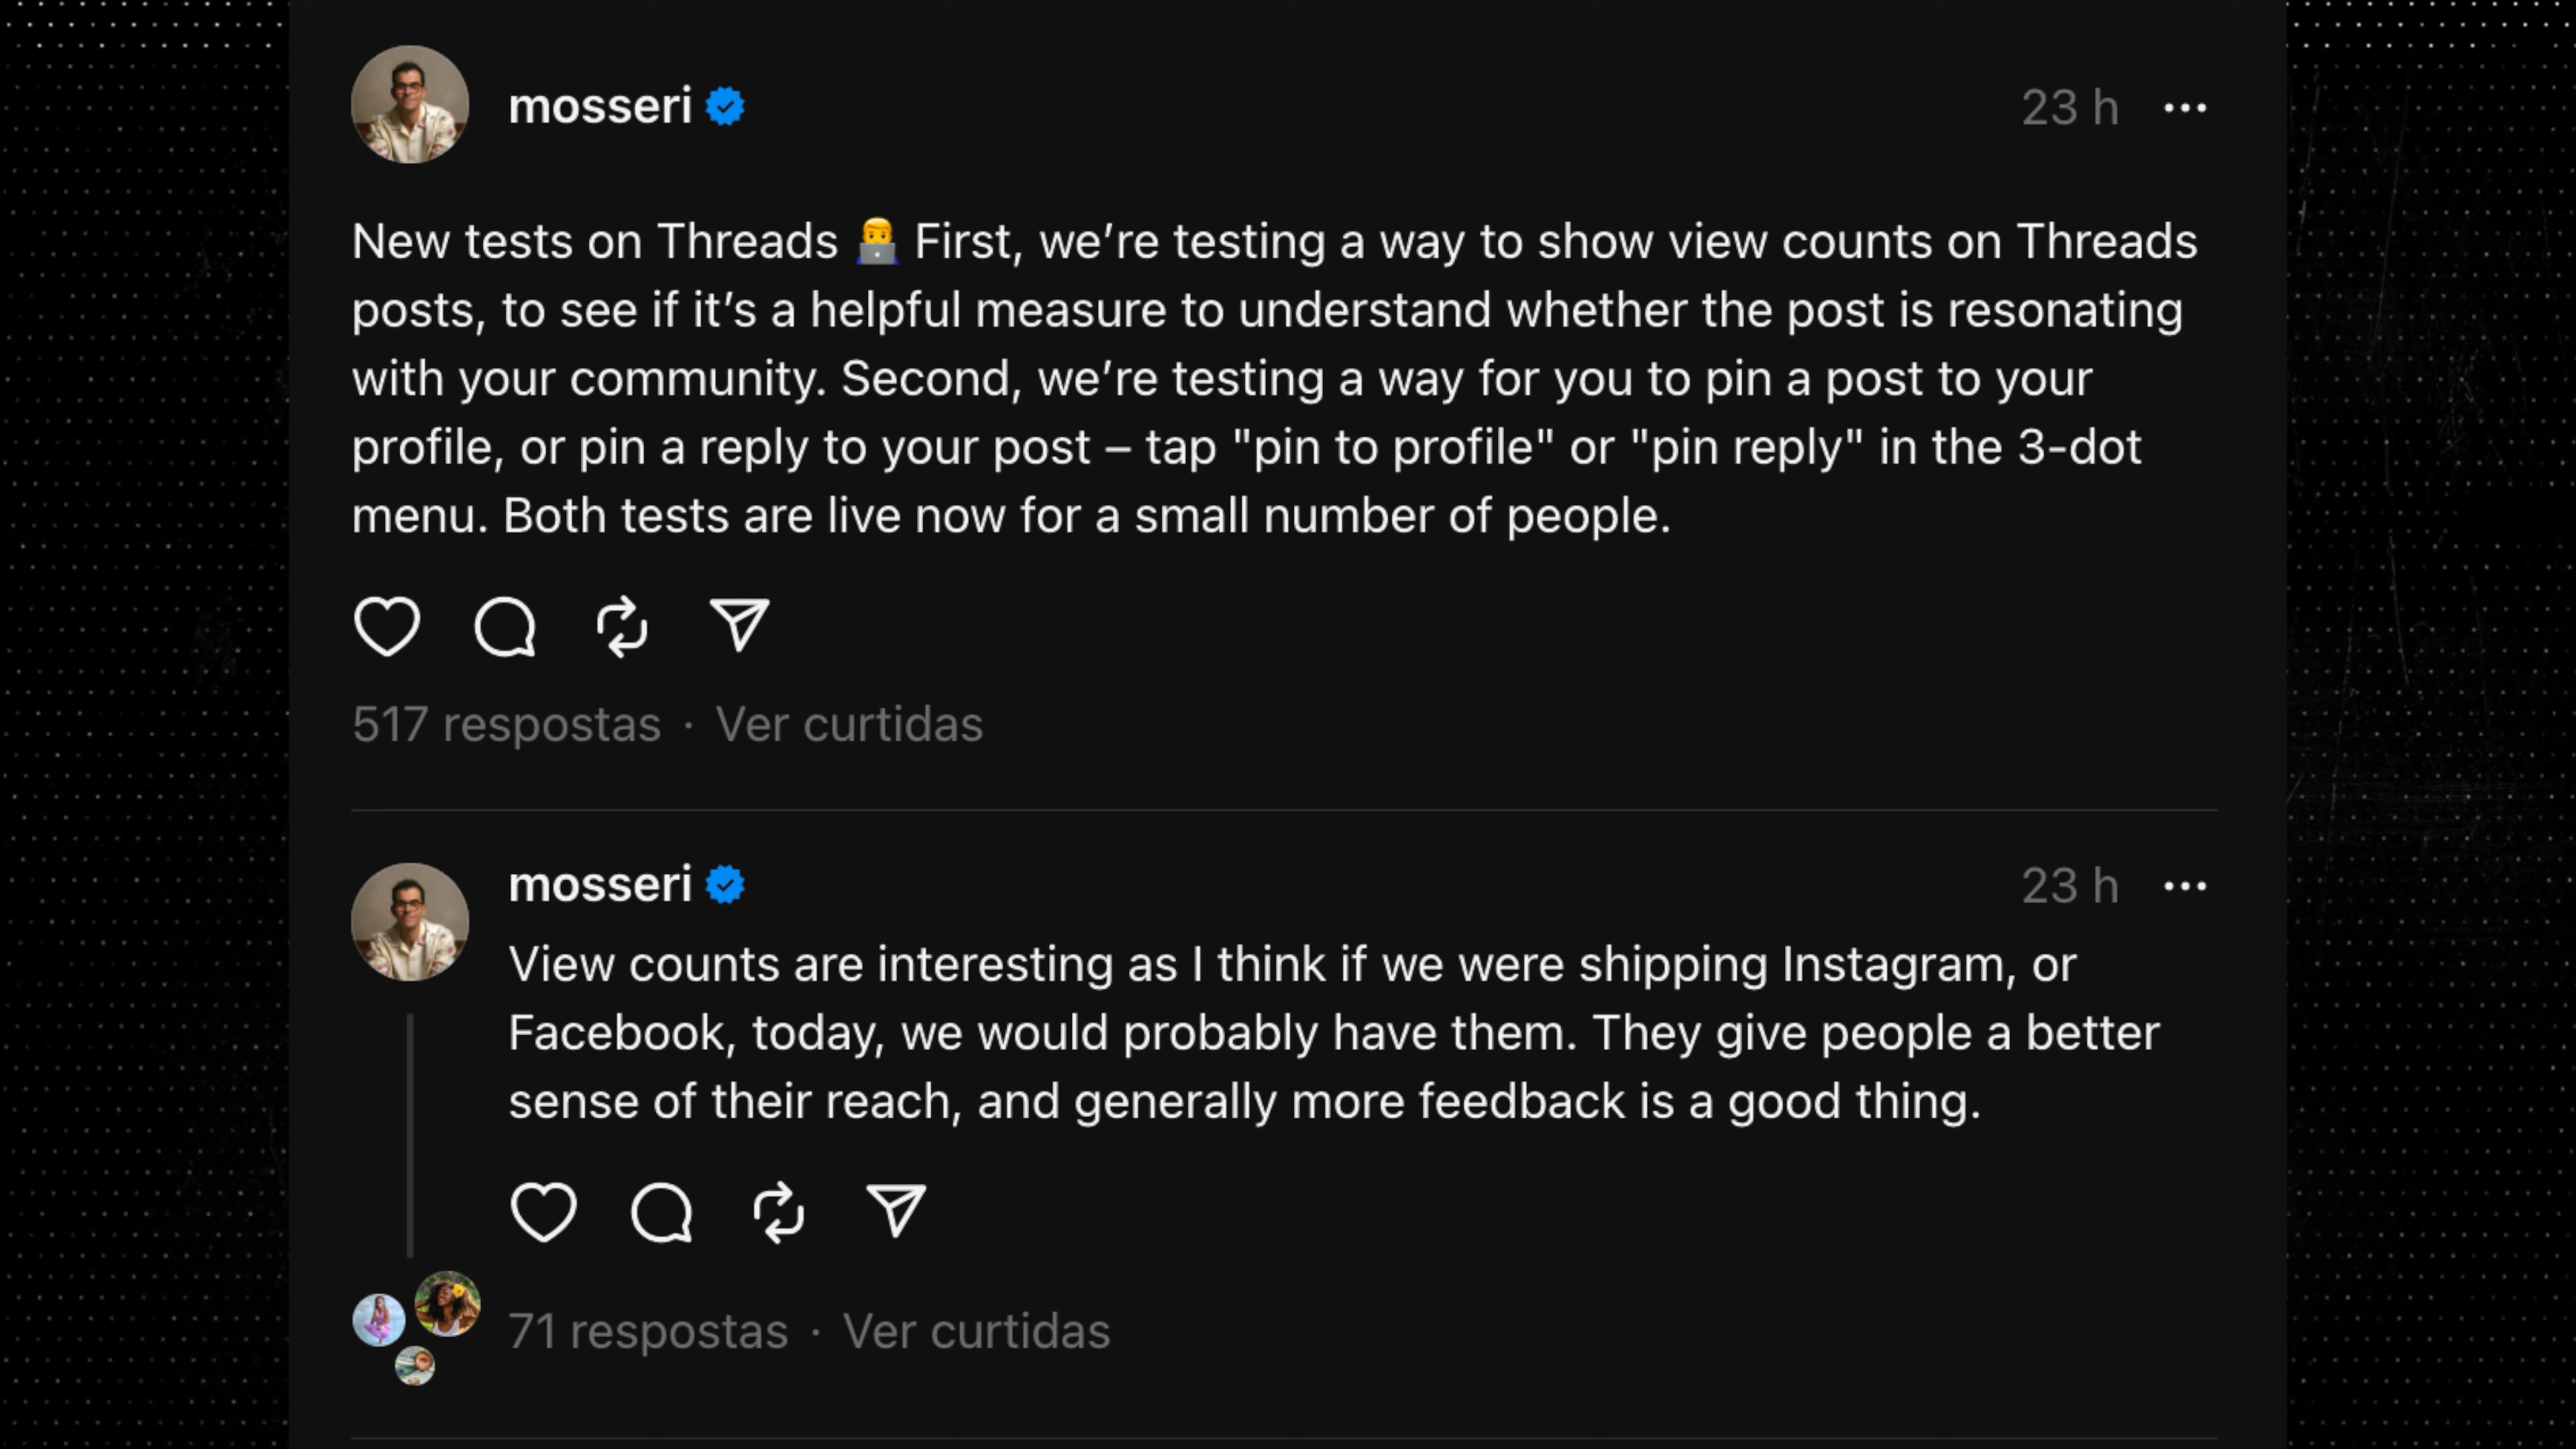 mosseri
23 h
New tests on Threads 👨‍💻 First, we’re testing a way to show view counts on Threads
posts, to see if it’s a helpful measure to understand whether the post is resonating
with your community. Second, we’re testing a way for you to pin a post to your
profile, or pin a reply to your post – tap "pin to profile" or "pin reply" in the 3-dot
menu. Both tests are live now for a small number of people.
517 respostas · Ver curtidas
mosseri
23 h
View counts are interesting as I think if we were shipping Instagram, or
Facebook, today, we would probably have them. They give people a better
sense of their reach, and generally more feedback is a good thing.
71 respostas · Ver curtidas